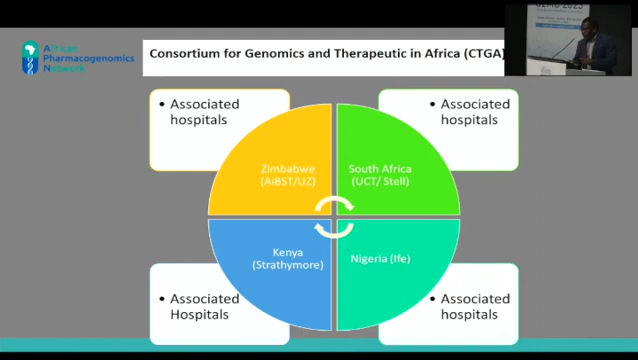 African
Pharmacogenomics
Network
Consortium for Genomics and Therapeutic in Africa (CTGA)
• Associated
hospitals
• Associated
hospitals
Zimbabwe
(AiBST/UZ)
South Africa
(UCT/ Stell)
Kenya
(Strathymore)
Nigeria (Ife)
• Associated
Hospitals
• Associated
hospitals